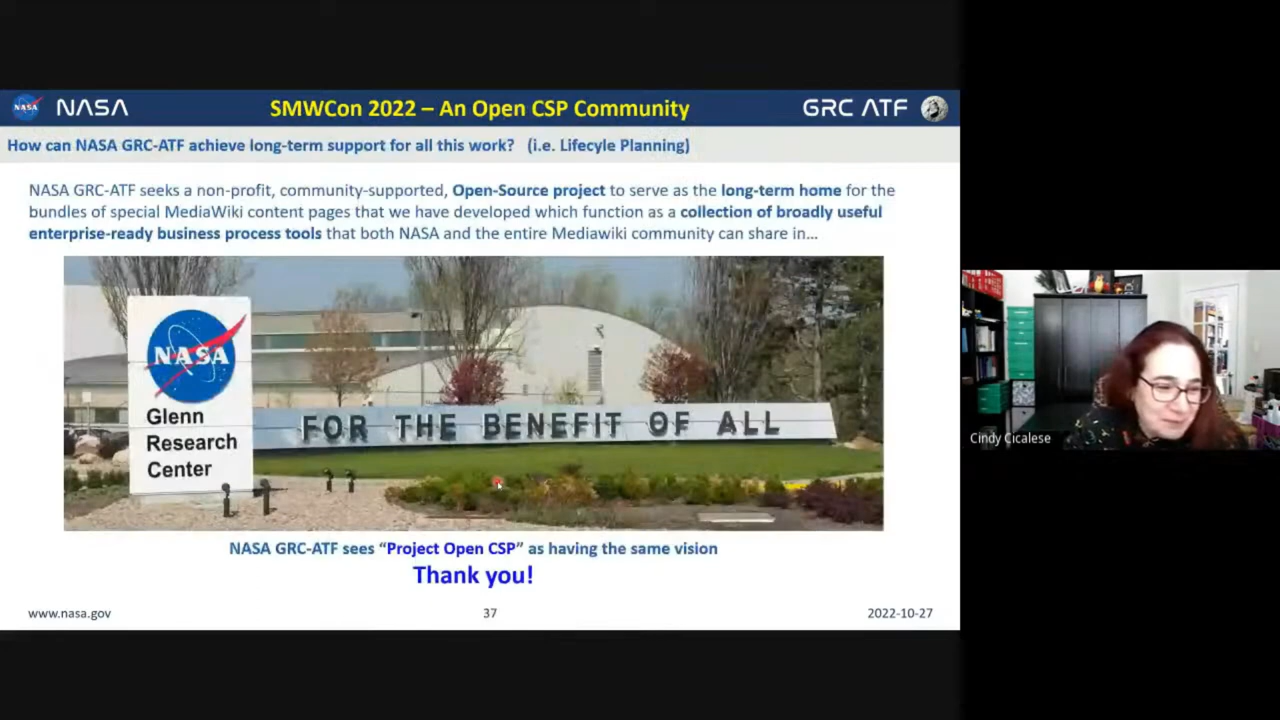 NASA NASA SMWCon 2022 – An Open CSP Community GRC ATF
How can NASA GRC-ATF achieve long-term support for all this work? (i.e. Lifecyle Planning)
NASA GRC-ATF seeks a non-profit, community-supported, Open-Source project to serve as the long-term home for the
bundles of special MediaWiki content pages that we have developed which function as a collection of broadly useful
enterprise-ready business process tools that both NASA and the entire Mediawiki community can share in…
NASA
Glenn
Research
Center
FOR THE BENEFIT OF ALL
NASA GRC-ATF sees “Project Open CSP” as having the same vision
Thank you!
www.nasa.gov 37 2022-10-27
Cindy Cicalese